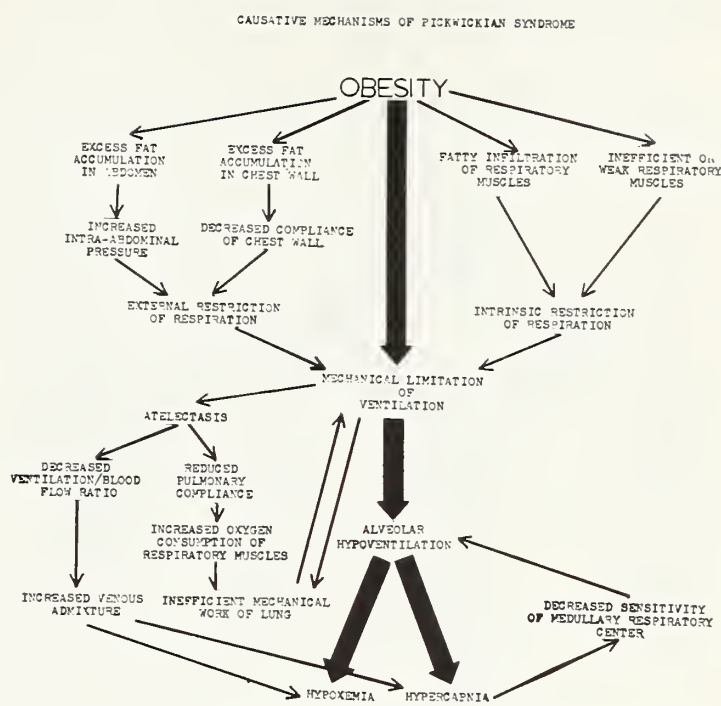 CAUSATIVE MECHANISMS OF PICKWICKIAN SYNDROME
OBESITY
EXCESS FAT
ACCUMULATION
IN ABDOMEN
EXCESS FAT
ACCUMULATION
IN CHEST WALL
FATTY INFILTRATION
OF RESPIRATORY
MUSCLES
INEFFICIENT OR
WEAK RESPIRATORY
MUSCLES
INCREASED
INTRA-ABDOMINAL
PRESSURE
DECREASED COMPLIANCE
OF CHEST WALL
EXTERNAL RESTRICTION
OF RESPIRATION
INTRINSIC RESTRICTION
OF RESPIRATION
MECHANICAL LIMITATION
OF
VENTILATION
ATELECTASIS
DECREASED
VENTILATION/BLOOD
FLOW RATIO
REDUCED
PULMONARY
COMPLIANCE
INCREASED OXYGEN
CONSUMPTION OF
RESPIRATORY MUSCLES
ALVEOLAR
HYPOVENTILATION
INCREASED VENOUS
ADMIXTURE
INEFFICIENT MECHANICAL
WORK OF LUNG
DECREASED SENSITIVITY
OF MEDULLARY RESPIRATORY
CENTER
HYPOXEMIA
HYPERCAPNIA